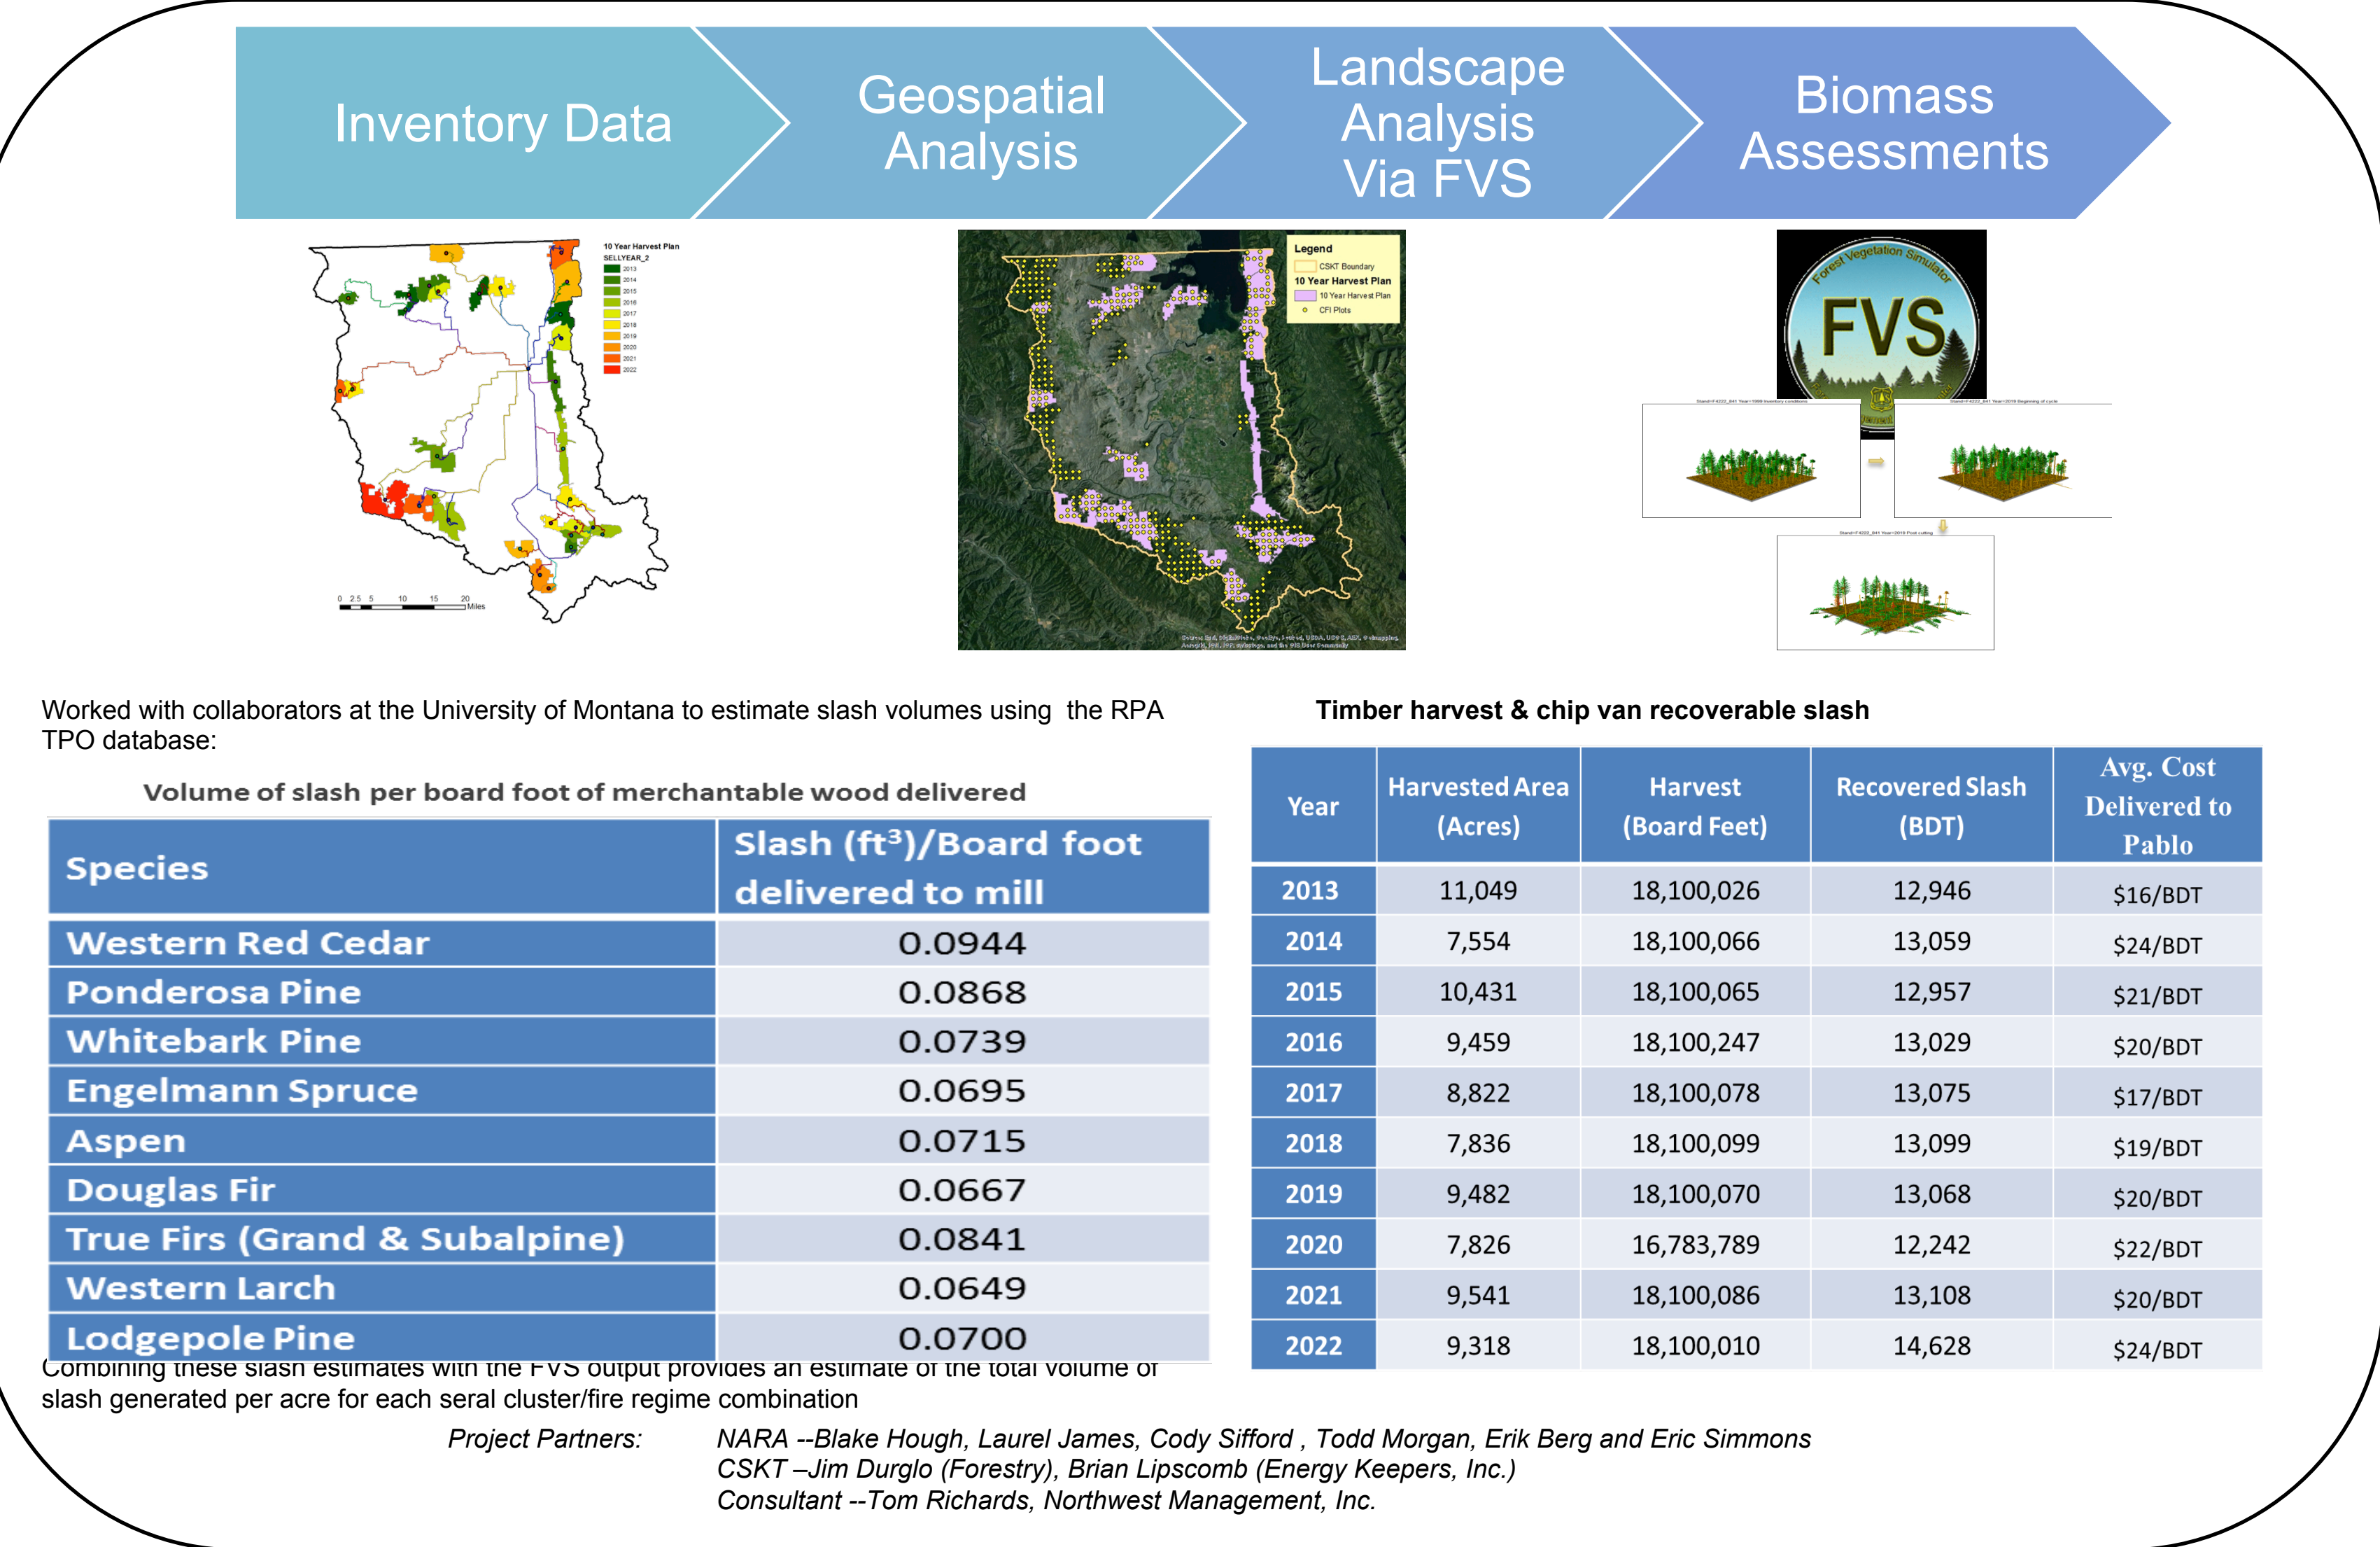 Inventory Data
Geospatial
Analysis
Landscape
Analysis
Via FVS
Biomass
Assessments
10 Year Harvest Plan
SELLYEAR_2
2013
2014
2015
2016
2017
2018
2019
2020
2021
2022
0 2.5 5 10 15 20
Miles
Legend
CSKT Boundary
10 Year Harvest Plan
10 Year Harvest Plan
CFI Plots
Forest Vegetation Simulator
FVS
Worked with collaborators at the University of Montana to estimate slash volumes using the RPA
TPO database:
Volume of slash per board foot of merchantable wood delivered
Species Slash (ft³)/Board foot
delivered to mill
Western Red Cedar 0.0944
Ponderosa Pine 0.0868
Whitebark Pine 0.0739
Engelmann Spruce 0.0695
Aspen 0.0715
Douglas Fir 0.0667
True Firs (Grand & Subalpine) 0.0841
Western Larch 0.0649
Lodgepole Pine 0.0700
Combining these slash estimates with the FVS output provides an estimate of the total volume of
slash generated per acre for each seral cluster/fire regime combination
Timber harvest & chip van recoverable slash
Year Harvested Area (Acres) Harvest (Board Feet) Recovered Slash (BDT) Avg. Cost Delivered to Pablo
2013 11,049 18,100,026 12,946 $16/BDT
2014 7,554 18,100,066 13,059 $24/BDT
2015 10,431 18,100,065 12,957 $21/BDT
2016 9,459 18,100,247 13,029 $20/BDT
2017 8,822 18,100,078 13,075 $17/BDT
2018 7,836 18,100,099 13,099 $19/BDT
2019 9,482 18,100,070 13,068 $20/BDT
2020 7,826 16,783,789 12,242 $22/BDT
2021 9,541 18,100,086 13,108 $20/BDT
2022 9,318 18,100,010 14,628 $24/BDT
Project Partners: NARA --Blake Hough, Laurel James, Cody Sifford , Todd Morgan, Erik Berg and Eric Simmons
CSKT –Jim Durglo (Forestry), Brian Lipscomb (Energy Keepers, Inc.)
Consultant --Tom Richards, Northwest Management, Inc.